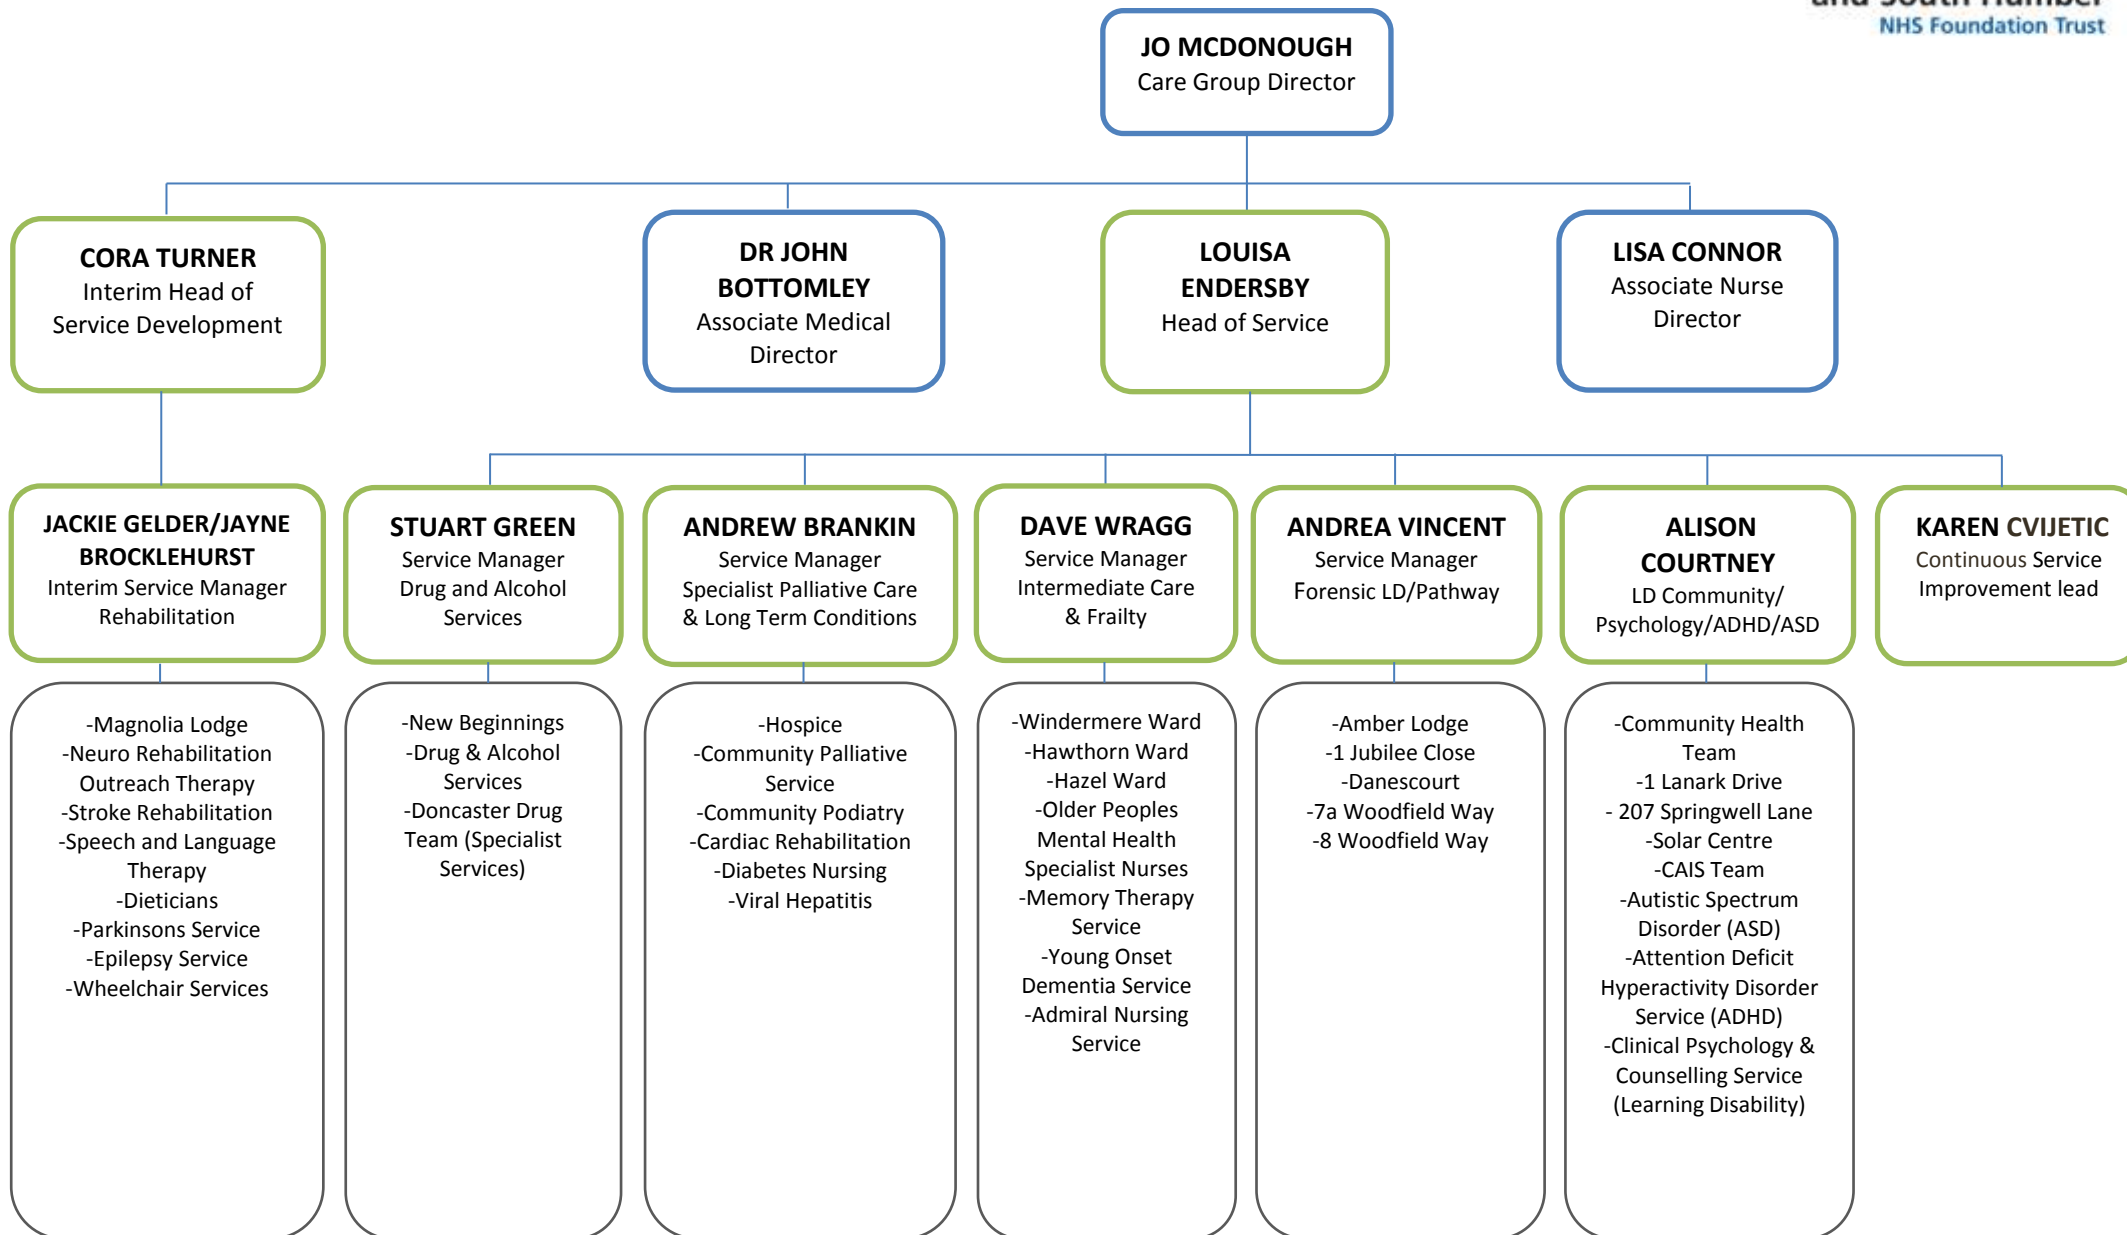 and South Humber
NHS Foundation Trust
JO MCDONOUGH
Care Group Director
CORA TURNER
Interim Head of
Service Development
DR JOHN
BOTTOMLEY
Associate Medical
Director
LOUISA
ENDERSBY
Head of Service
LISA CONNOR
Associate Nurse
Director
JACKIE GELDER/JAYNE
BROCKLEHURST
Interim Service Manager
Rehabilitation
STUART GREEN
Service Manager
Drug and Alcohol
Services
ANDREW BRANKIN
Service Manager
Specialist Palliative Care
& Long Term Conditions
DAVE WRAGG
Service Manager
Intermediate Care
& Frailty
ANDREA VINCENT
Service Manager
Forensic LD/Pathway
ALISON
COURTNEY
LD Community/
Psychology/ADHD/ASD
KAREN CVIJETIC
Continuous Service
Improvement lead
-Magnolia Lodge
-Neuro Rehabilitation
Outreach Therapy
-Stroke Rehabilitation
-Speech and Language
Therapy
-Dieticians
-Parkinsons Service
-Epilepsy Service
-Wheelchair Services
-New Beginnings
-Drug & Alcohol
Services
-Doncaster Drug
Team (Specialist
Services)
-Hospice
-Community Palliative
Service
-Community Podiatry
-Cardiac Rehabilitation
-Diabetes Nursing
-Viral Hepatitis
-Windermere Ward
-Hawthorn Ward
-Hazel Ward
-Older Peoples
Mental Health
Specialist Nurses
-Memory Therapy
Service
-Young Onset
Dementia Service
-Admiral Nursing
Service
-Amber Lodge
-1 Jubilee Close
-Danescourt
-7a Woodfield Way
-8 Woodfield Way
-Community Health
Team
-1 Lanark Drive
- 207 Springwell Lane
-Solar Centre
-CAIS Team
-Autistic Spectrum
Disorder (ASD)
-Attention Deficit
Hyperactivity Disorder
Service (ADHD)
-Clinical Psychology &
Counselling Service
(Learning Disability)